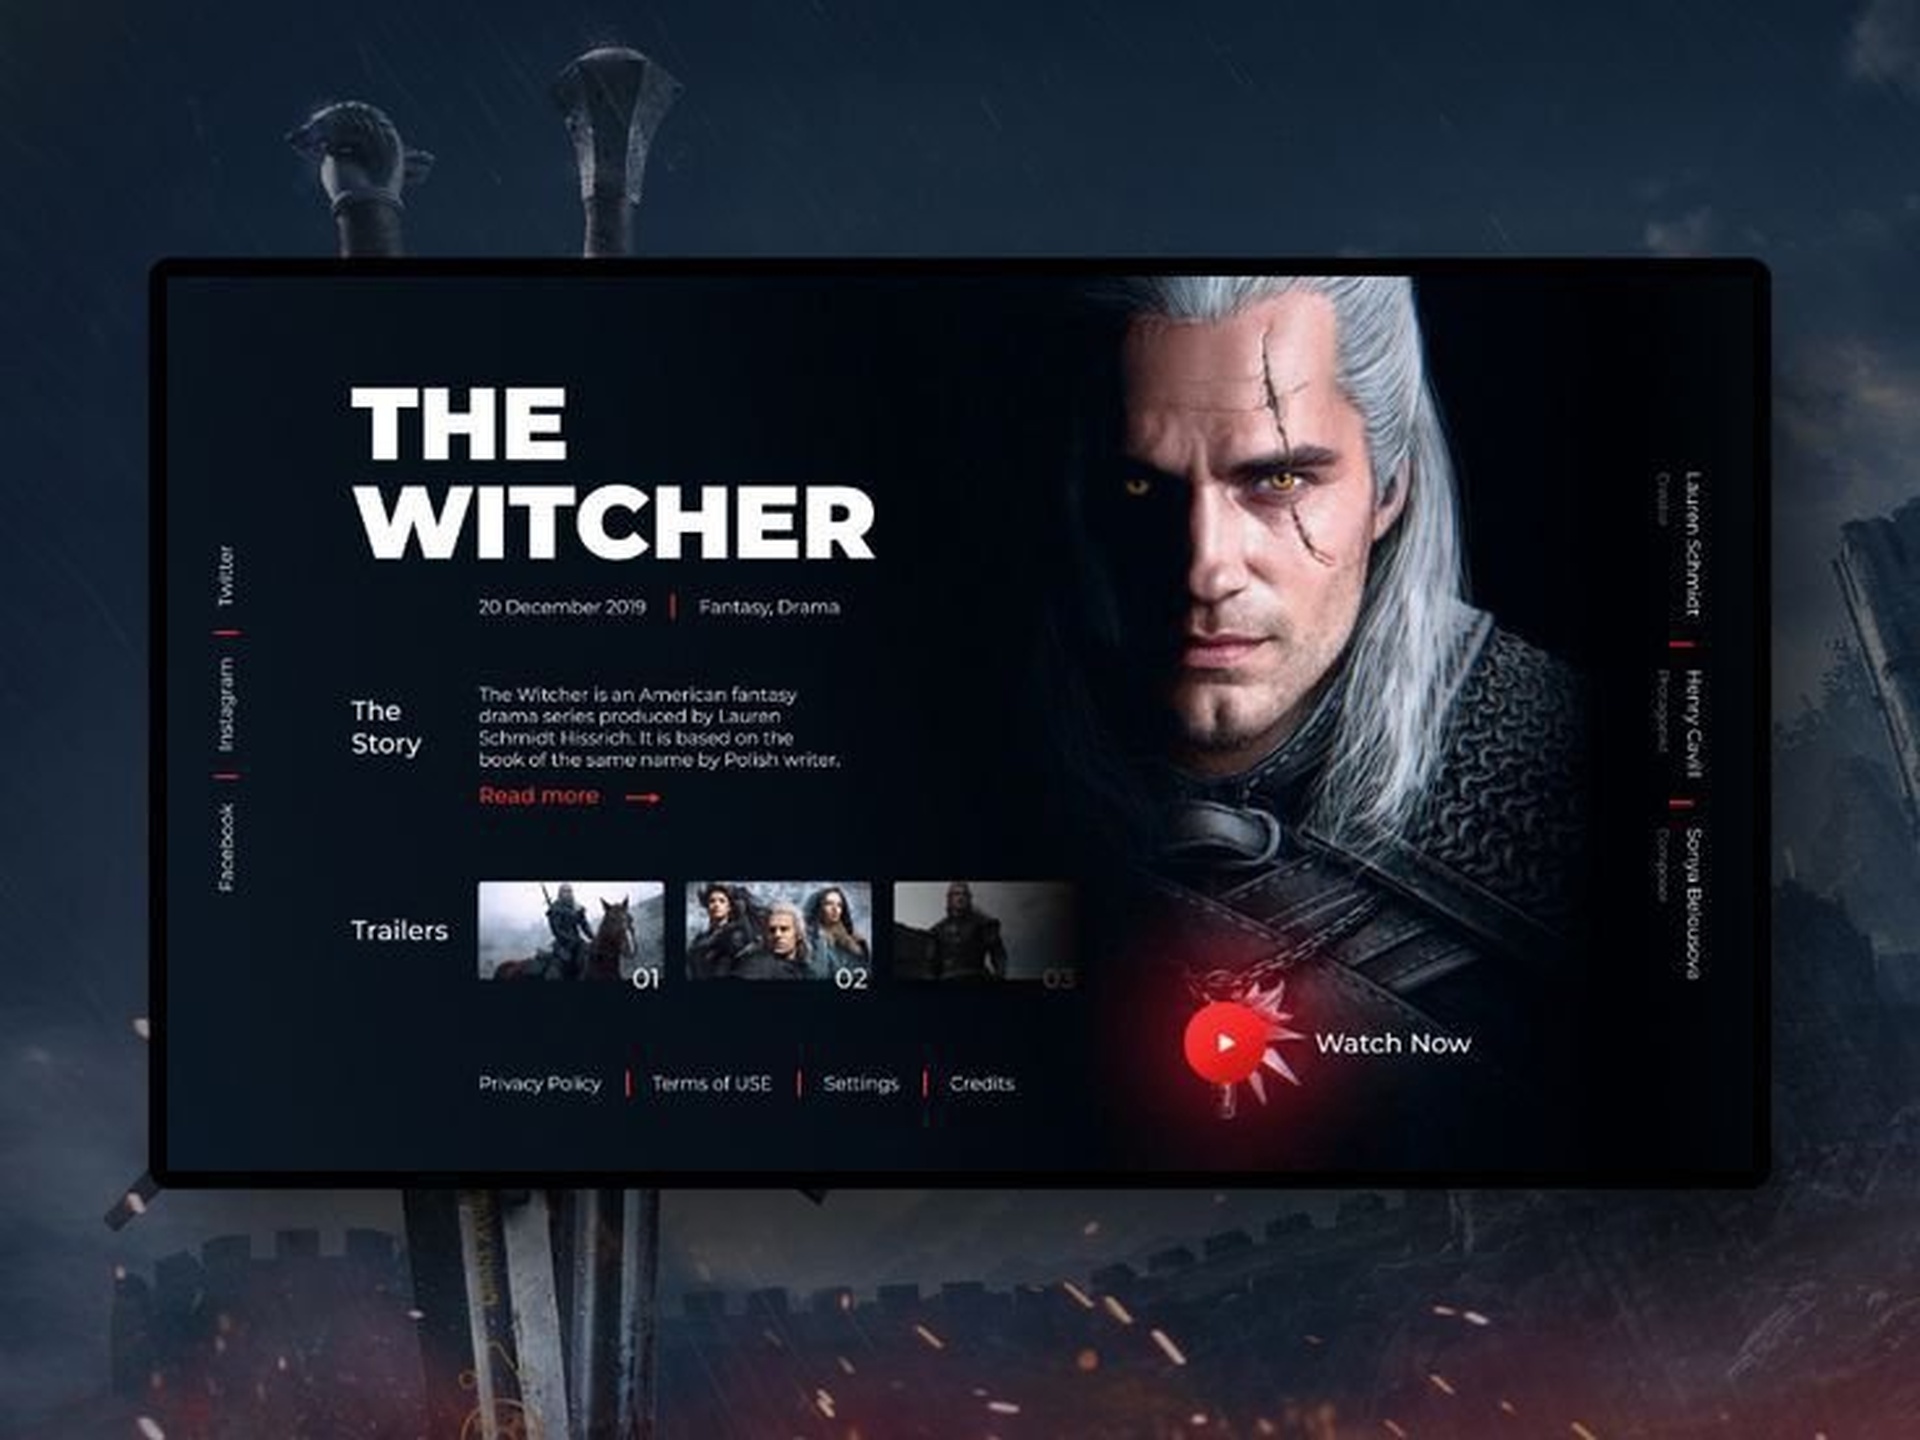 THE
WITCHER
20 December 2019 | Fantasy, Drama
The
Story
The Witcher is an American fantasy
drama series produced by Lauren
Schmidt Hissrich. It is based on the
book of the same name by Polish writer.
Read more
Trailers
01
02
03
Privacy Policy | Terms of USE | Settings | Credits
Watch Now
Facebook | Instagram | Twitter
Lauren Schmidt | Henry Cavill | Sonya Belousova